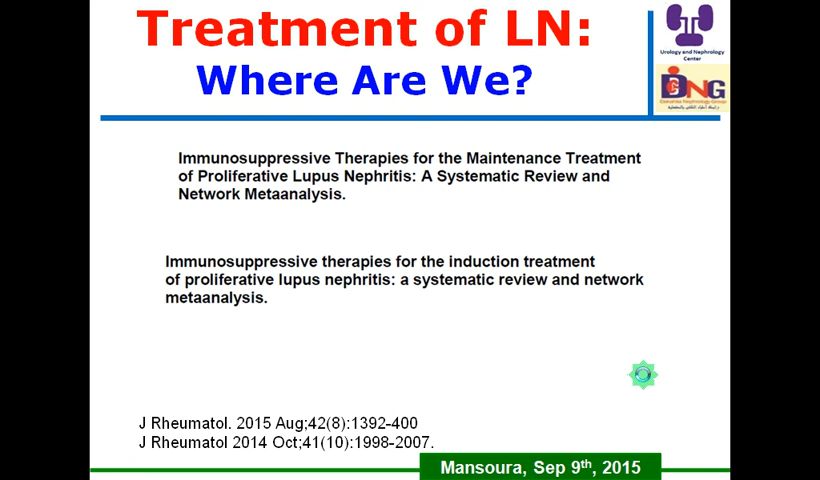 Treatment of LN:
Where Are We?
Urology and Nephrology
Center
DCNG
Immunosuppressive Therapies for the Maintenance Treatment
of Proliferative Lupus Nephritis: A Systematic Review and
Network Metaanalysis.
Immunosuppressive therapies for the induction treatment
of proliferative lupus nephritis: a systematic review and network
metaanalysis.
J Rheumatol. 2015 Aug;42(8):1392-400
J Rheumatol 2014 Oct;41(10):1998-2007.
Mansoura, Sep 9th, 2015